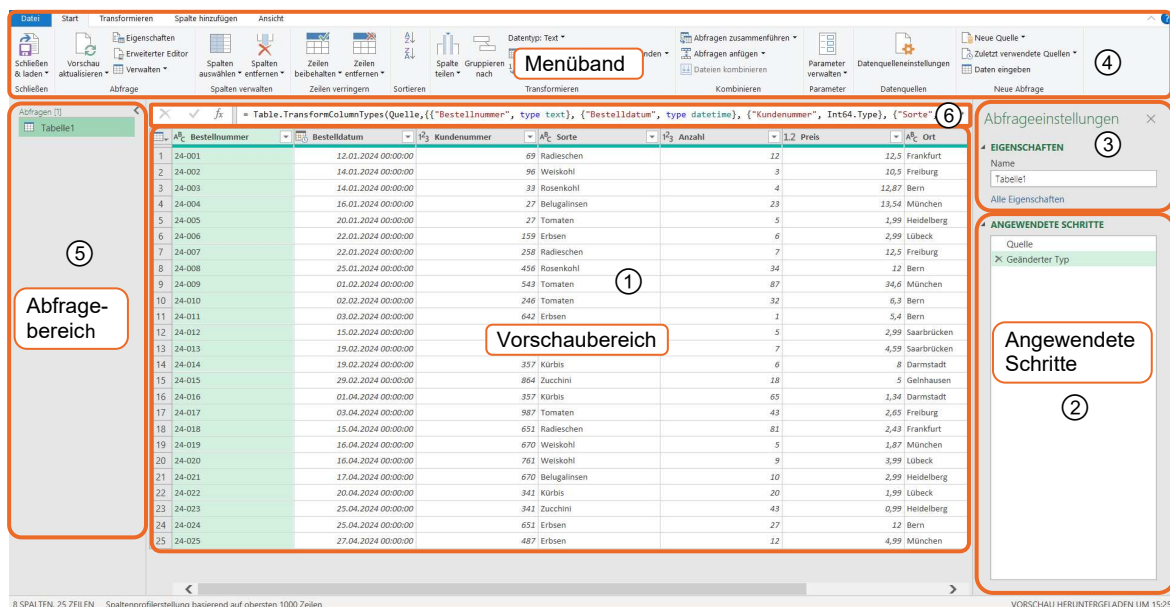 Datei Start Transformieren Spalte hinzufügen Ansicht
Schließen & laden
Schließen
Vorschau aktualisieren
Eigenschaften
Erweiterter Editor
Verwalten
Abfrage
Spalten auswählen
Spalten entfernen
Spalten verwalten
Zeilen beibehalten
Zeilen entfernen
Zeilen verringern
Sortieren
Spalte teilen
Gruppieren nach
Datentyp: Text
Menüband
Transformieren
Abfragen zusammenführen
Abfragen anfügen
Dateien kombinieren
Kombinieren
Parameter verwalten
Parameter
Datenquelleneinstellungen
Datenquellen
Neue Quelle
Zuletzt verwendete Quellen
Daten eingeben
Neue Abfrage
④
Abfragen [1]
Tabelle1
⑤
Abfrage-
bereich
fx = Table.TransformColumnTypes(Quelle,{{"Bestellnummer", type text}, {"Bestelldatum", type datetime}, {"Kundenummer", Int64.Type}, {"Sorte", ⑥
Bestellnummer Bestelldatum Kundenummer Sorte Anzahl Preis Ort
1 24-001 12.01.2024 00:00:00 69 Radieschen 12 12,5 Frankfurt
2 24-002 14.01.2024 00:00:00 96 Weiskohl 3 10,5 Freiburg
3 24-003 14.01.2024 00:00:00 33 Rosenkohl 4 12,87 Bern
4 24-004 16.01.2024 00:00:00 27 Belugalinsen 23 13,54 München
5 24-005 20.01.2024 00:00:00 27 Tomaten 5 1,99 Heidelberg
6 24-006 22.01.2024 00:00:00 159 Erbsen 6 2,99 Lübeck
7 24-007 22.01.2024 00:00:00 258 Radieschen 7 12,5 Freiburg
8 24-008 25.01.2024 00:00:00 456 Rosenkohl 34 12 Bern
9 24-009 01.02.2024 00:00:00 543 Tomaten 87 34,6 München
10 24-010 02.02.2024 00:00:00 246 Tomaten 32 6,3 Bern
11 24-011 03.02.2024 00:00:00 642 Erbsen 1 5,4 Bern
12 24-012 15.02.2024 00:00:00 5 2,99 Saarbrücken
13 24-013 19.02.2024 00:00:00 7 4,59 Saarbrücken
14 24-014 19.02.2024 00:00:00 357 Kürbis 6 8 Darmstadt
15 24-015 29.02.2024 00:00:00 864 Zucchini 18 5 Gelnhausen
16 24-016 01.04.2024 00:00:00 357 Kürbis 65 1,34 Darmstadt
17 24-017 03.04.2024 00:00:00 987 Tomaten 43 2,65 Freiburg
18 24-018 15.04.2024 00:00:00 651 Radieschen 81 2,43 Frankfurt
19 24-019 16.04.2024 00:00:00 670 Weiskohl 5 1,87 München
20 24-020 16.04.2024 00:00:00 761 Weiskohl 9 3,99 Lübeck
21 24-021 17.04.2024 00:00:00 670 Belugalinsen 10 2,99 Heidelberg
22 24-022 20.04.2024 00:00:00 341 Kürbis 20 1,99 Lübeck
23 24-023 25.04.2024 00:00:00 341 Zucchini 43 0,99 Heidelberg
24 24-024 25.04.2024 00:00:00 651 Erbsen 27 12 Bern
25 24-025 27.04.2024 00:00:00 487 Erbsen 12 4,99 München
①
Vorschaubereich
Abfrageeinstellungen
③
EIGENSCHAFTEN
Name
Tabelle1
Alle Eigenschaften
ANGEWENDETE SCHRITTE
Quelle
Geänderter Typ
Angewendete
Schritte
②
8 SPALTEN, 25 ZEILEN Spaltenprofilerstellung basierend auf obersten 1000 Zeilen
VORSCHAU HERUNTERGELADEN UM 15:25